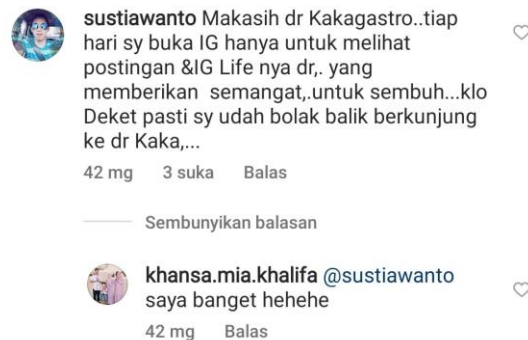 sustiawanto Makasih dr Kakagastro..tiap
hari sy buka IG hanya untuk melihat
postingan &IG Life nya dr,. yang
memberikan semangat,.untuk sembuh...klo
Deket pasti sy udah bolak balik berkunjung
ke dr Kaka,...
42 mg 3 suka Balas
Sembunyikan balasan
khansa.mia.khalifa @sustiawanto
saya banget hehehe
42 mg Balas